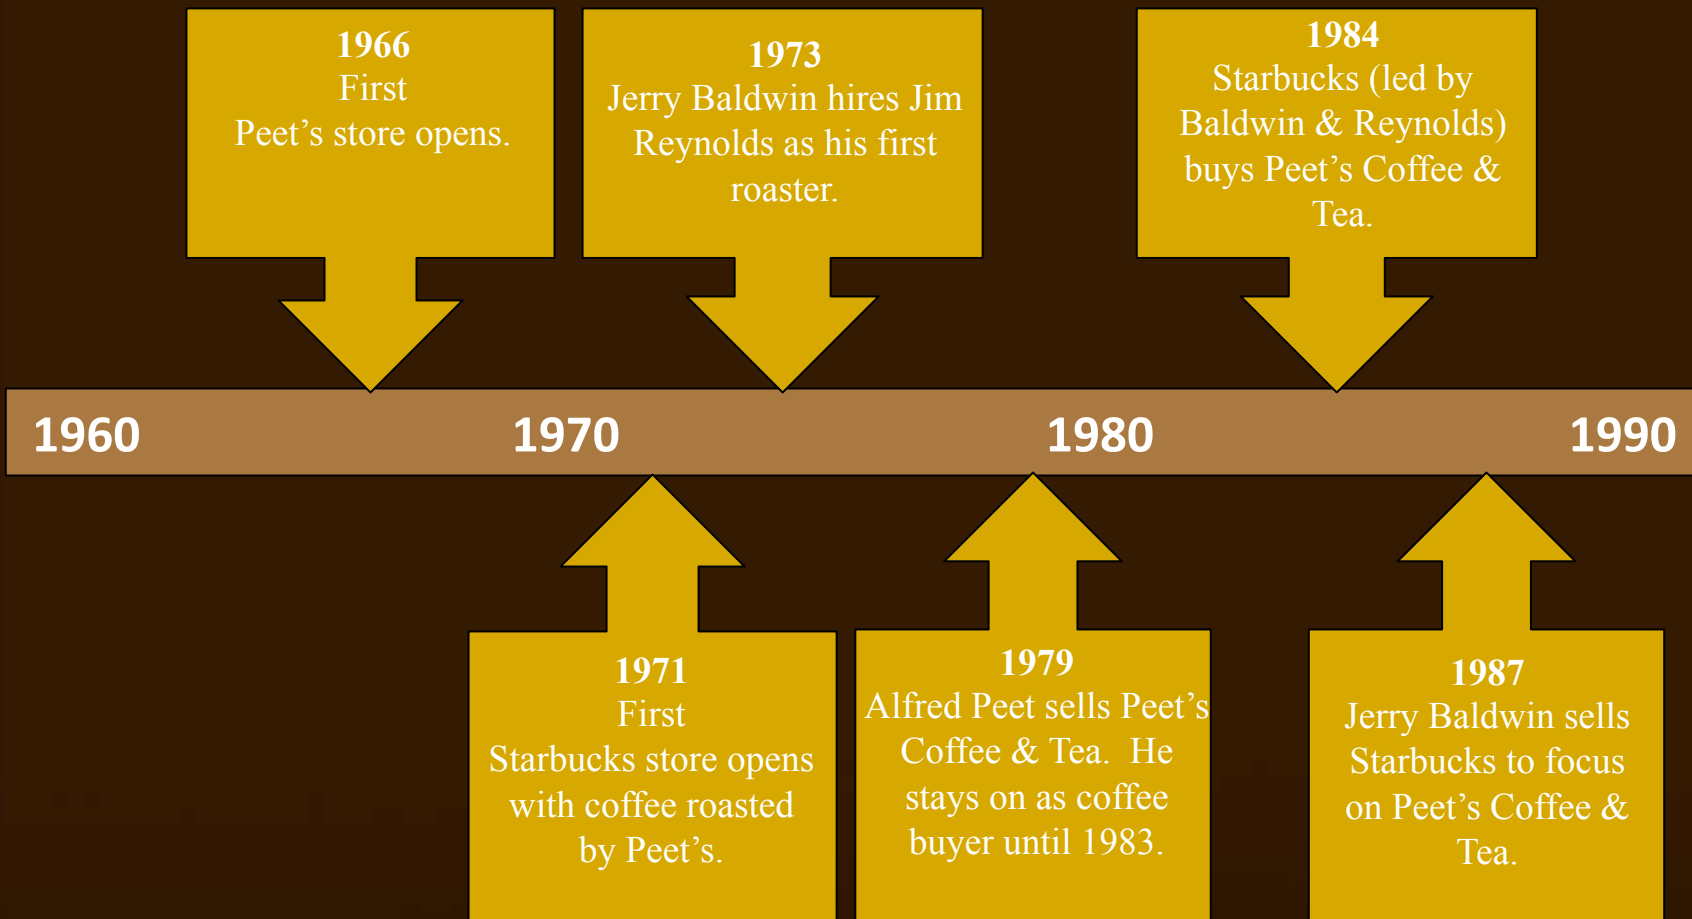 1966
First
Peet’s store opens.
1973
Jerry Baldwin hires Jim
Reynolds as his first
roaster.
1984
Starbucks (led by
Baldwin & Reynolds)
buys Peet’s Coffee &
Tea.
1960
1970
1980
1990
1971
First
Starbucks store opens
with coffee roasted
by Peet’s.
1979
Alfred Peet sells Peet’s
Coffee & Tea.  He
stays on as coffee
buyer until 1983.
1987
Jerry Baldwin sells
Starbucks to focus
on Peet’s Coffee &
Tea.